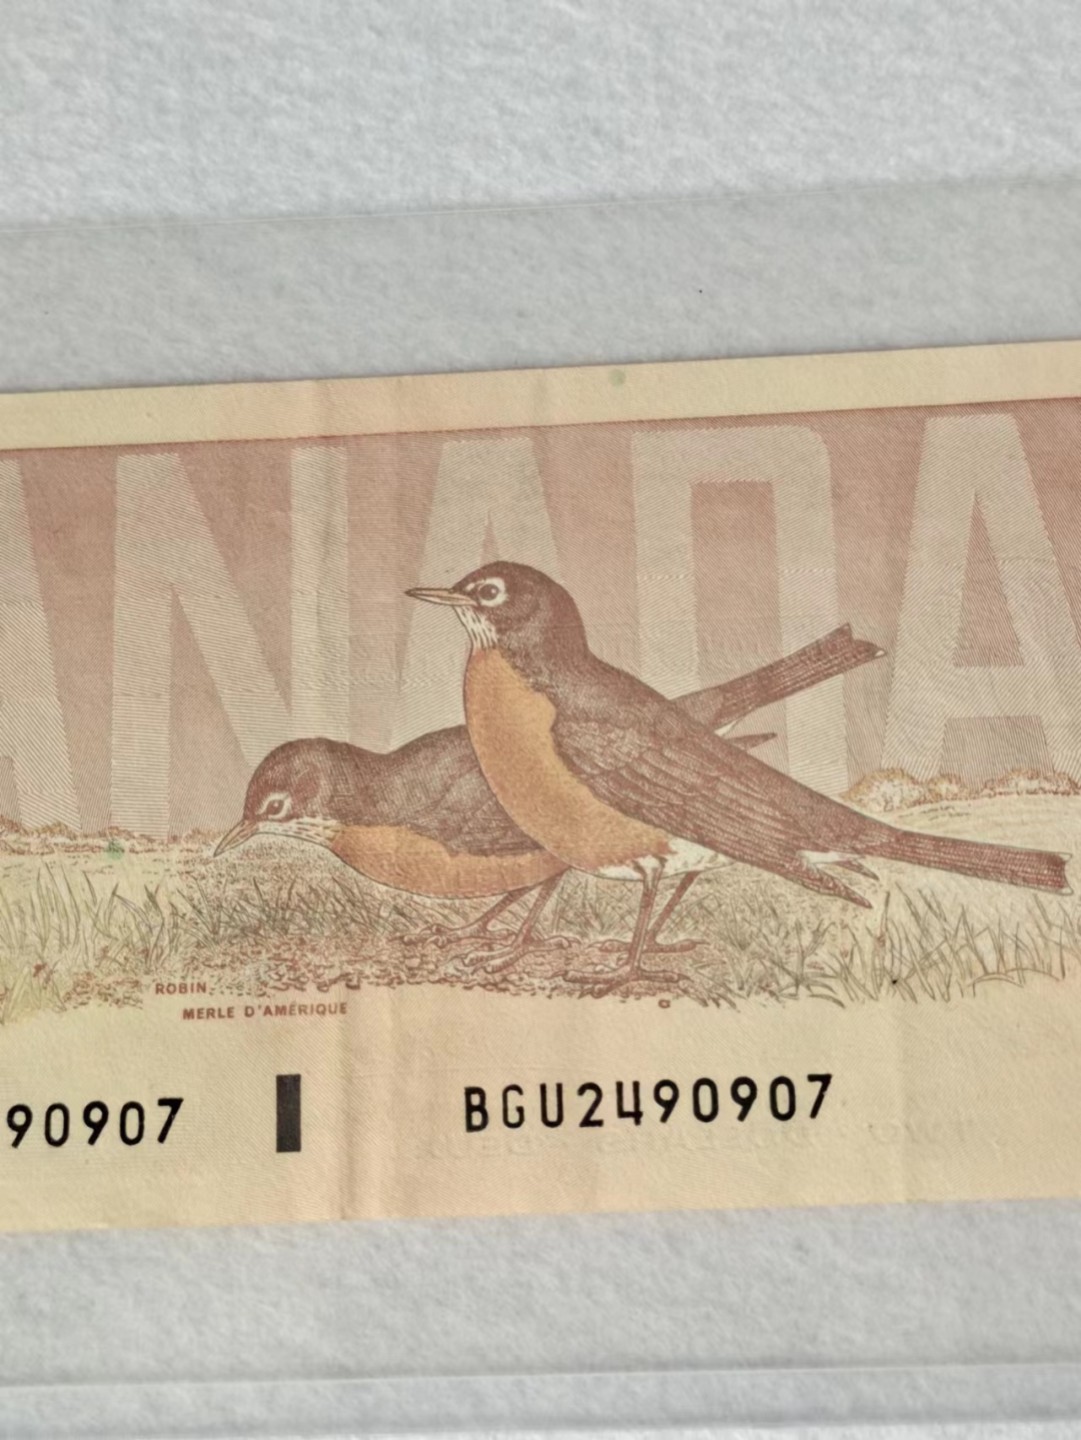 ANADA
ROBIN
MERLE D'AMÉRIQUE
90907 BGU2490907